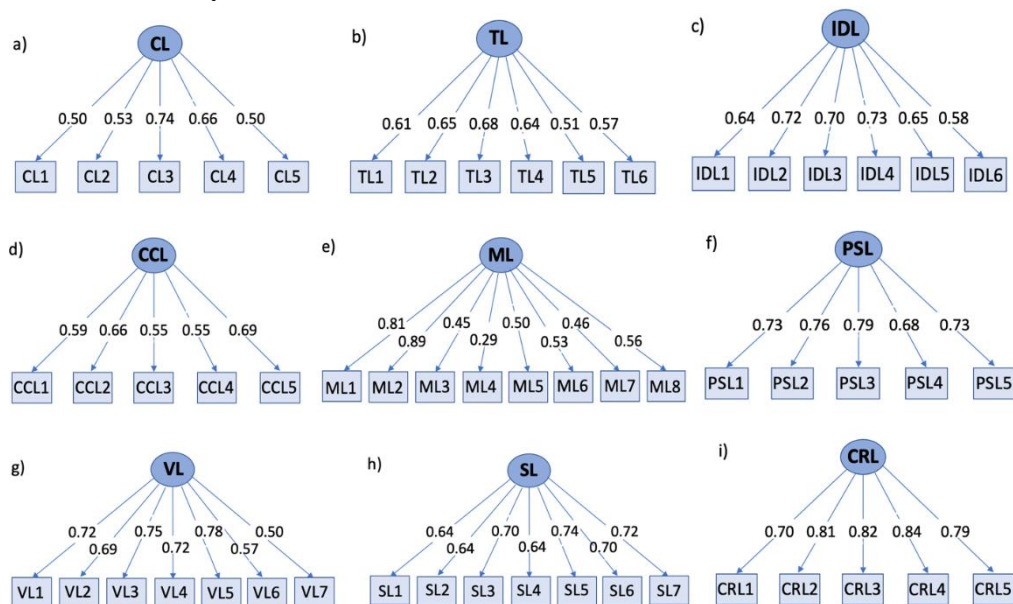 a)
CL
0.50 0.53 0.74 0.66 0.50
CL1 CL2 CL3 CL4 CL5
b)
TL
0.61 0.65 0.68 0.64 0.51 0.57
TL1 TL2 TL3 TL4 TL5 TL6
c)
IDL
0.64 0.72 0.70 0.73 0.65 0.58
IDL1 IDL2 IDL3 IDL4 IDL5 IDL6
d)
CCL
0.59 0.66 0.55 0.55 0.69
CCL1 CCL2 CCL3 CCL4 CCL5
e)
ML
0.81 0.89 0.45 0.29 0.50 0.53 0.46 0.56
ML1 ML2 ML3 ML4 ML5 ML6 ML7 ML8
f)
PSL
0.73 0.76 0.79 0.68 0.73
PSL1 PSL2 PSL3 PSL4 PSL5
g)
VL
0.72 0.69 0.75 0.72 0.78 0.57 0.50
VL1 VL2 VL3 VL4 VL5 VL6 VL7
h)
SL
0.64 0.64 0.70 0.64 0.74 0.70 0.72
SL1 SL2 SL3 SL4 SL5 SL6 SL7
i)
CRL
0.70 0.81 0.82 0.84 0.79
CRL1 CRL2 CRL3 CRL4 CRL5